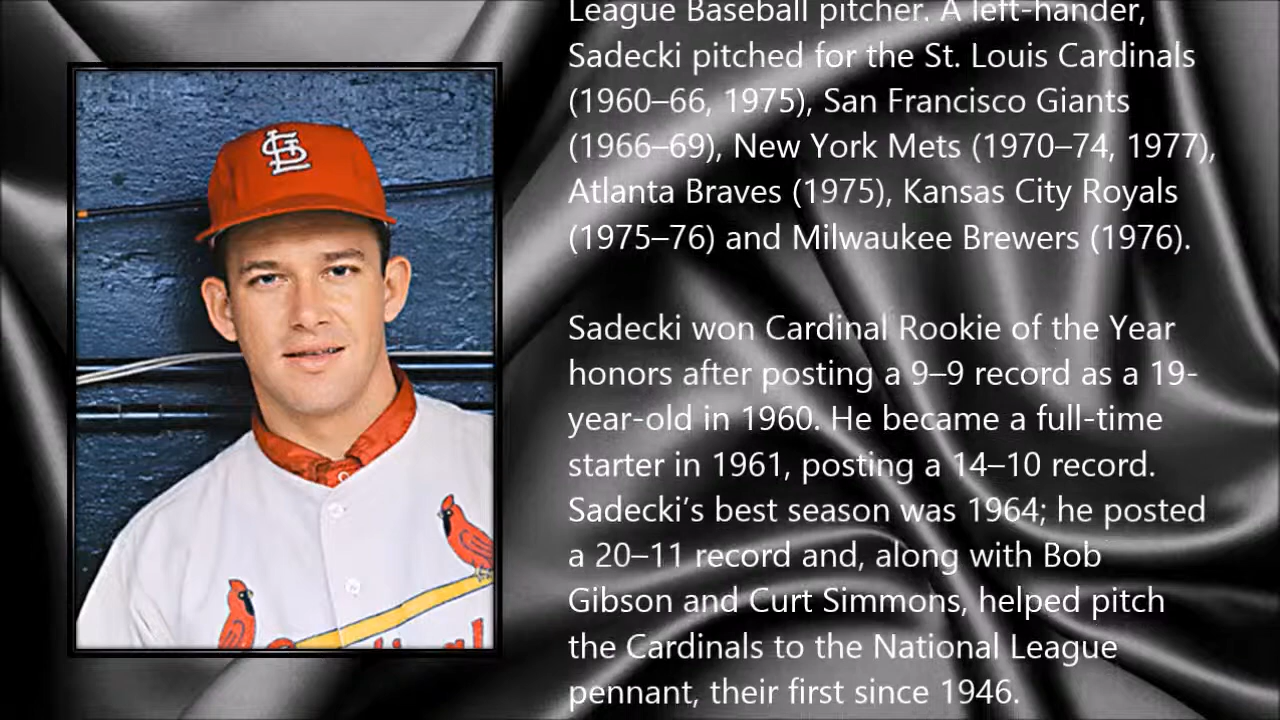 League Baseball pitcher. A left-hander,
Sadecki pitched for the St. Louis Cardinals
(1960–66, 1975), San Francisco Giants
(1966–69), New York Mets (1970–74, 1977),
Atlanta Braves (1975), Kansas City Royals
(1975–76) and Milwaukee Brewers (1976).
Sadecki won Cardinal Rookie of the Year
honors after posting a 9–9 record as a 19-
year-old in 1960. He became a full-time
starter in 1961, posting a 14–10 record.
Sadecki’s best season was 1964; he posted
a 20–11 record and, along with Bob
Gibson and Curt Simmons, helped pitch
the Cardinals to the National League
pennant, their first since 1946.
STL